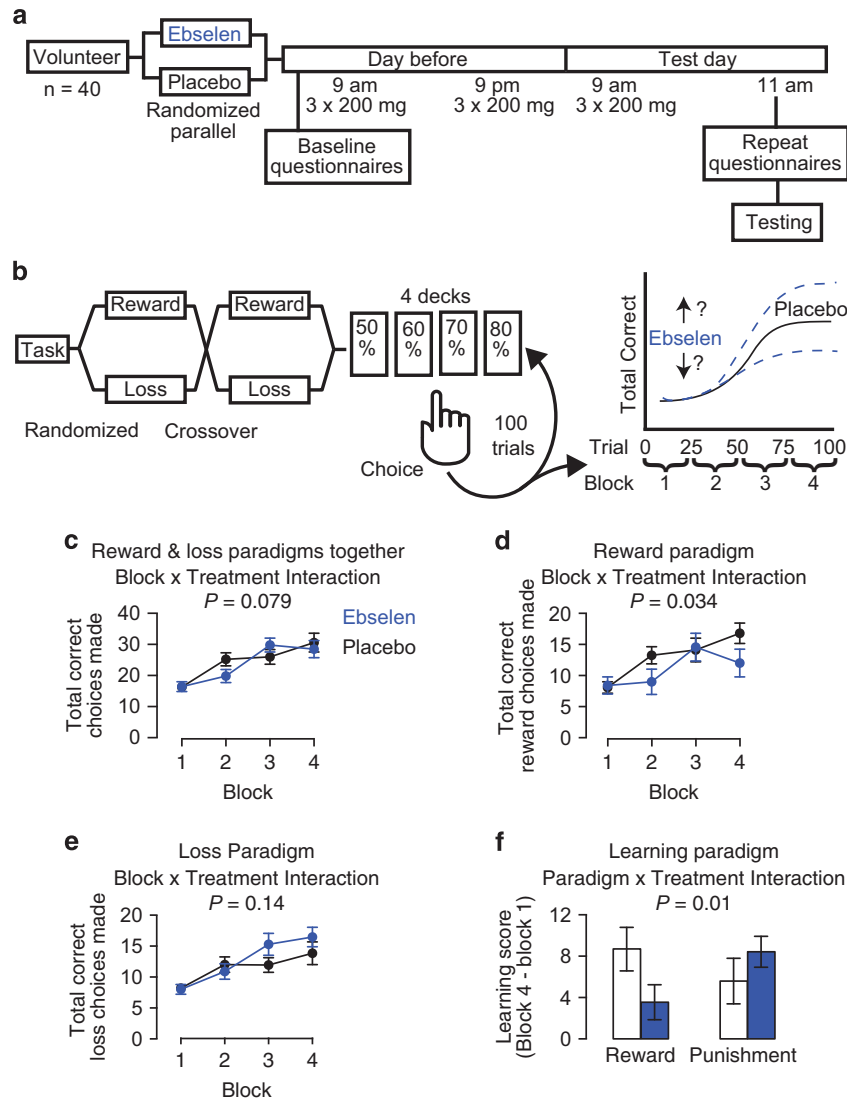 a
Volunteer
n = 40
Ebselen
Placebo
Randomized
parallel
Day before
Test day
9 am
3 x 200 mg
9 pm
3 x 200 mg
9 am
3 x 200 mg
11 am
Baseline
questionnaires
Repeat
questionnaires
Testing
b
Task
Reward
Reward
Loss
Loss
Randomized
Crossover
4 decks
50
%
60
%
70
%
80
%
Choice
100
trials
Total Correct
?
Ebselen
?
Placebo
Trial 0 25 50 75 100
Block 1 2 3 4
c
Reward & loss paradigms together
Block x Treatment Interaction
P = 0.079
Ebselen
Placebo
Total correct
choices made
40
30
20
10
0
1 2 3 4
Block
d
Reward paradigm
Block x Treatment Interaction
P = 0.034
Total correct
reward choices made
20
15
10
5
0
1 2 3 4
Block
e
Loss Paradigm
Block x Treatment Interaction
P = 0.14
Total correct
loss choices made
20
15
10
5
0
1 2 3 4
Block
f
Learning paradigm
Paradigm x Treatment Interaction
P = 0.01
Learning score
(Block 4 - block 1)
12
8
4
0
Reward Punishment